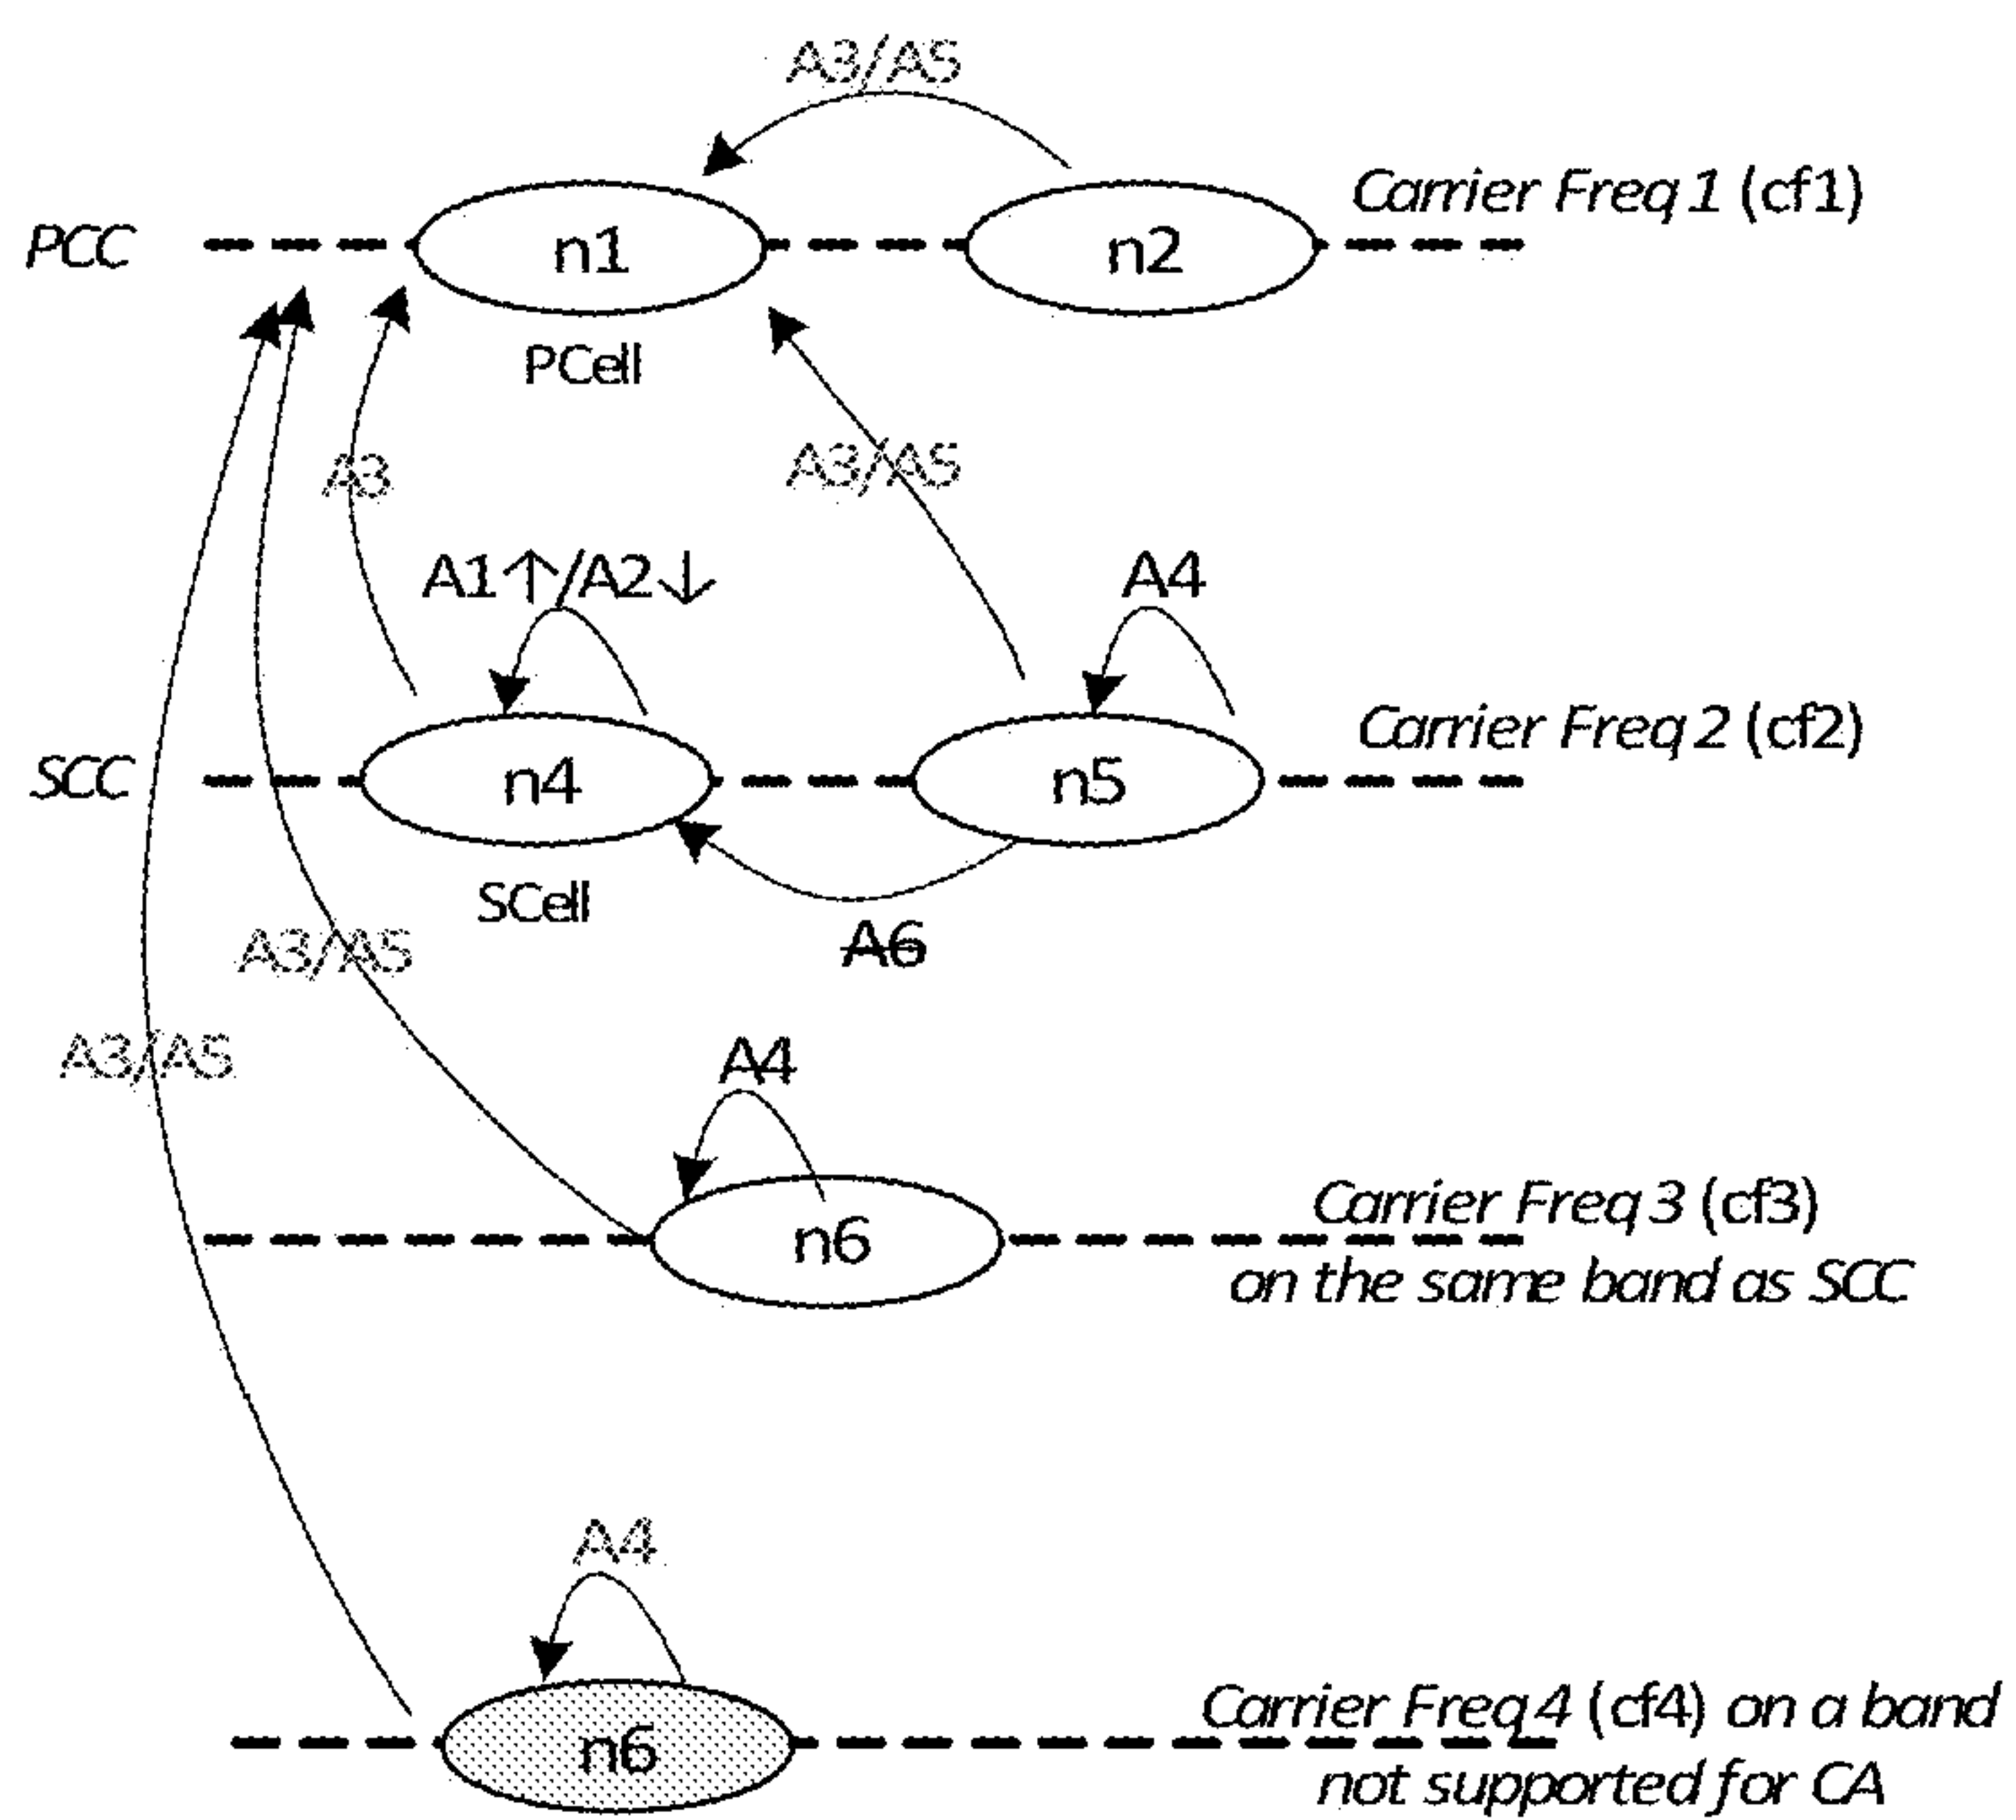 A3/A5
Carrier Freq 1 (cf1)
PCC
n1
n2
PCell
A3
A3/A5
A1↑/A2↓
A4
Carrier Freq 2 (cf2)
SCC
n4
n5
SCell
A6
A3/A5
A3/A5
A4
Carrier Freq 3 (cf3)
n6
on the same band as SCC
A4
Carrier Freq 4 (cf4) on a band
n6
not supported for CA